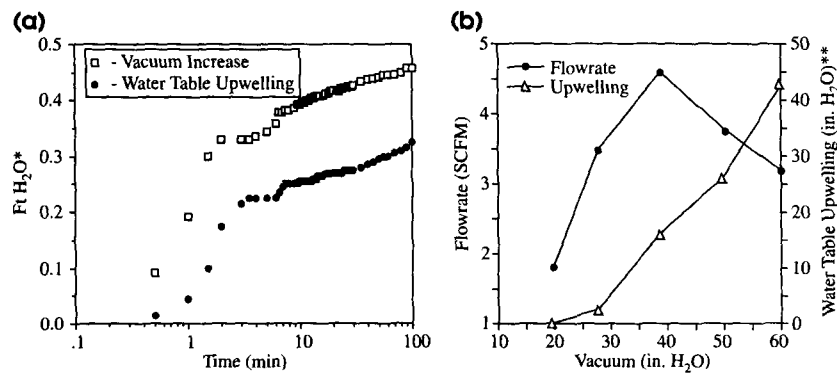 (a)
0.5
0.4
0.3
0.2
0.1
0.0
Ft H₂O*
- Vacuum Increase
- Water Table Upwelling
.1
1
10
100
Time (min)
(b)
5
4
3
2
1
Flowrate (SCFM)
Flowrate
Upwelling
50
40
30
20
10
0
Water Table Upwelling (in. H₂O)**
10
20
30
40
50
60
Vacuum (in. H₂O)